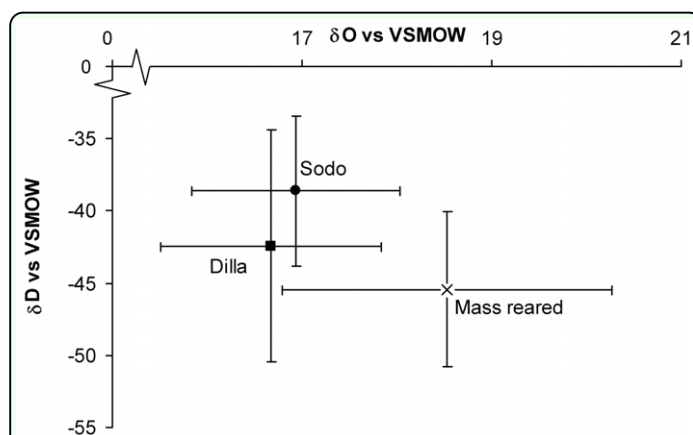 0 17 δO vs VSMOW 19 21
0
-35
Sodo
-40
Dilla
-45
Mass reared
-50
-55
δD vs VSMOW